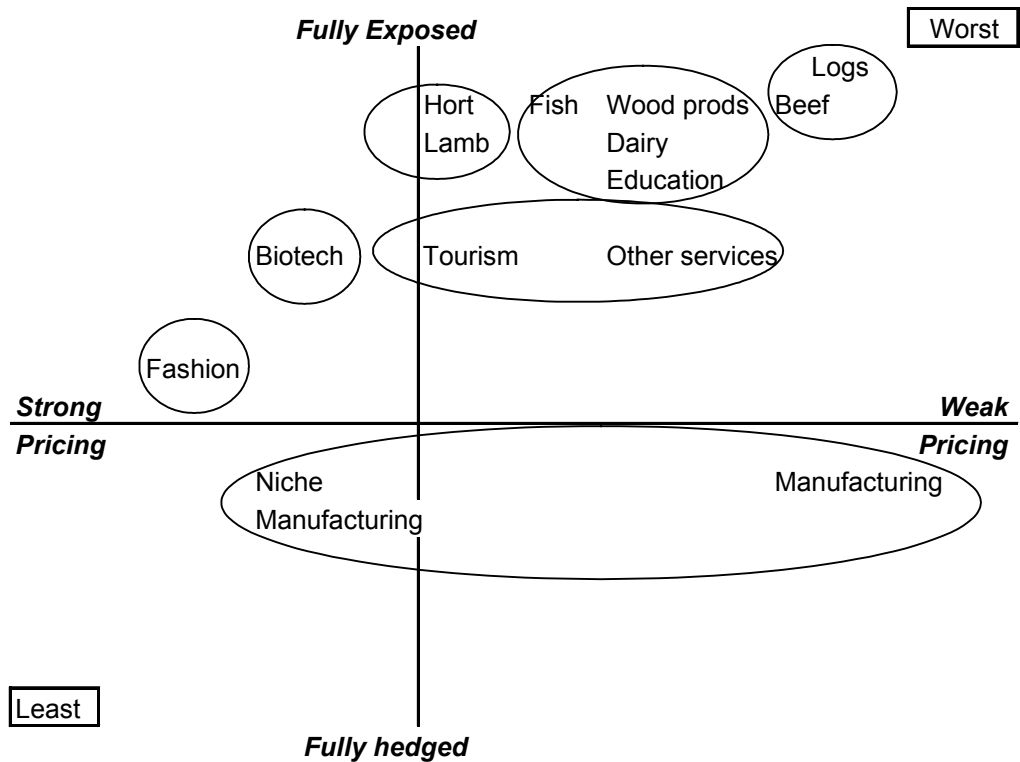 Fully Exposed
Worst
Logs
Hort
Fish
Wood prods
Beef
Lamb
Dairy
Education
Biotech
Tourism
Other services
Fashion
Strong
Weak
Pricing
Pricing
Niche
Manufacturing
Manufacturing
Least
Fully hedged